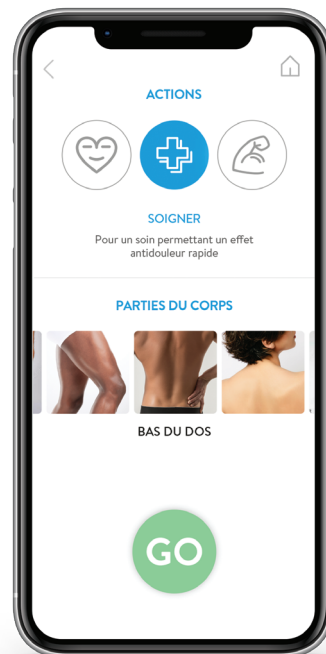 ACTIONS
SOIGNER
Pour un soin permettant un effet
antidouleur rapide
PARTIES DU CORPS
BAS DU DOS
GO